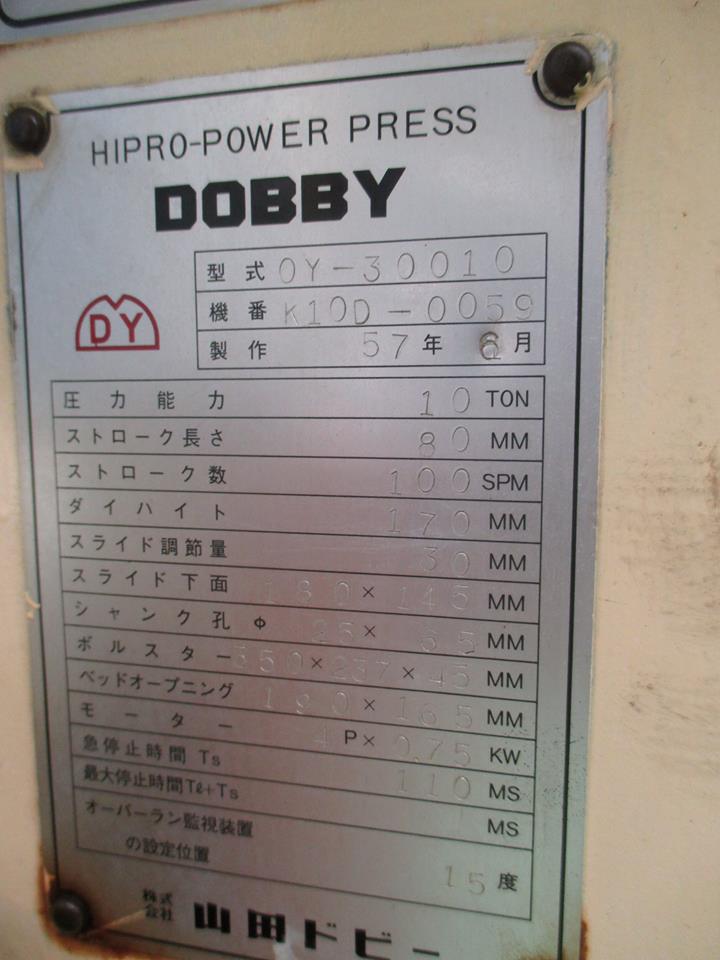 HIPRO-POWER PRESS
DOBBY
DY
型式 OY-30010
機番 K10D-0059
製作 57年 6月
圧力能力 10 TON
ストローク長さ 80 MM
ストローク数 100 SPM
ダイハイト 170 MM
スライド調節量 30 MM
スライド下面 180 × 145 MM
シャンク孔 φ 25 × 55 MM
ボルスター 350 × 237 × 45 MM
ベッドオープニング 190 × 165 MM
モーター 4 P× 0.75 KW
急停止時間 Ts 110 MS
最大停止時間Tℓ+Ts MS
オーバーラン監視装置
の設定位置 15 度
株式会社 山田ドビー